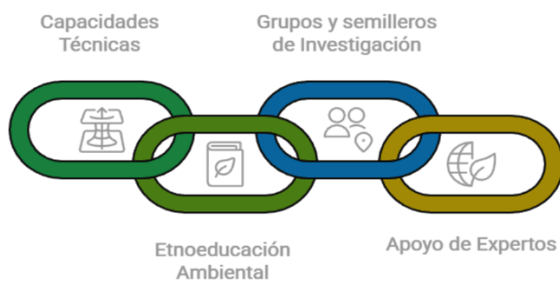 Capacidades
Técnicas
Grupos y semilleros
de Investigación
Etnoeducación
Ambiental
Apoyo de Expertos